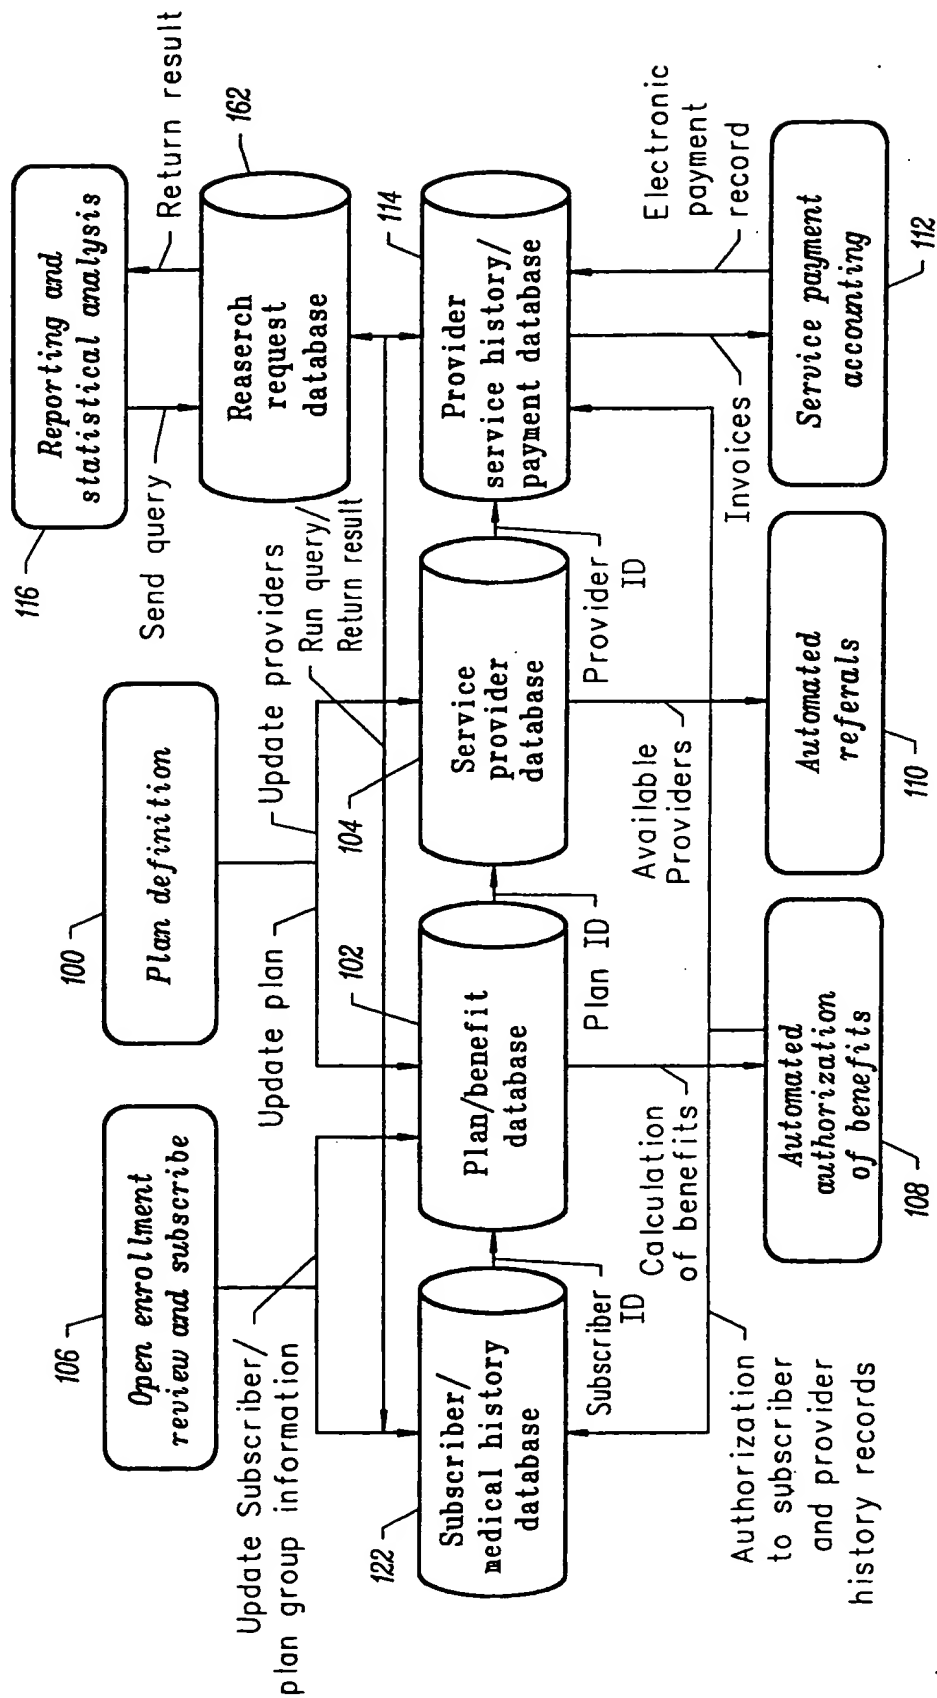 106
Open enrollment
review and subscribe
100
Plan definition
116
Reporting and
statistical analysis
Update Subscriber/
plan group information
Update plan
Update providers
Send query
Return result
162
Reaserch
request
database
Run query/
Return result
122
Subscriber/
medical history
database
102
Plan/benefit
database
104
Service
provider
database
114
Provider
service history/
payment database
Subscriber
ID
Plan ID
Provider
ID
Authorization
to subscriber
and provider
history records
Calculation
of benefits
Available
Providers
Invoices
Electronic
payment
record
Automated
authorization
of benefits
108
Automated
referals
110
Service payment
accounting
112